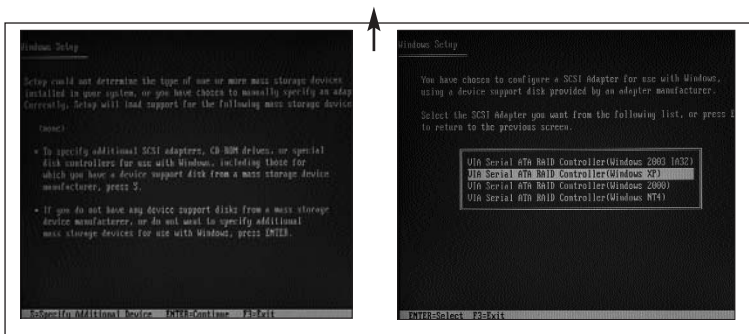 Windows Setup
Setup could not determine the type of one or more mass storage devices
installed in your system, or you have chosen to manually specify an adap
Currently, Setup will load support for the following mass storage device
(none)
* To specify additional SCSI adapters, CD-ROM drives, or special
disk controllers for use with Windows, including those for
which you have a device support disk from a mass storage device
manufacturer, press S.
* If you do not have any device support disks from a mass storage
device manufacturer, or do not want to specify additional
mass storage devices for use with Windows, press ENTER.
S=Specify Additional Device ENTER=Continue F3=Exit
Windows Setup
You have chosen to configure a SCSI Adapter for use with Windows,
using a device support disk provided by an adapter manufacturer.
Select the SCSI Adapter you want from the following list, or press E
to return to the previous screen.
VIA Serial ATA RAID Controller(Windows 2003 IA32)
VIA Serial ATA RAID Controller(Windows XP)
VIA Serial ATA RAID Controller(Windows 2000)
VIA Serial ATA RAID Controller(Windows NT4)
ENTER=Select F3=Exit